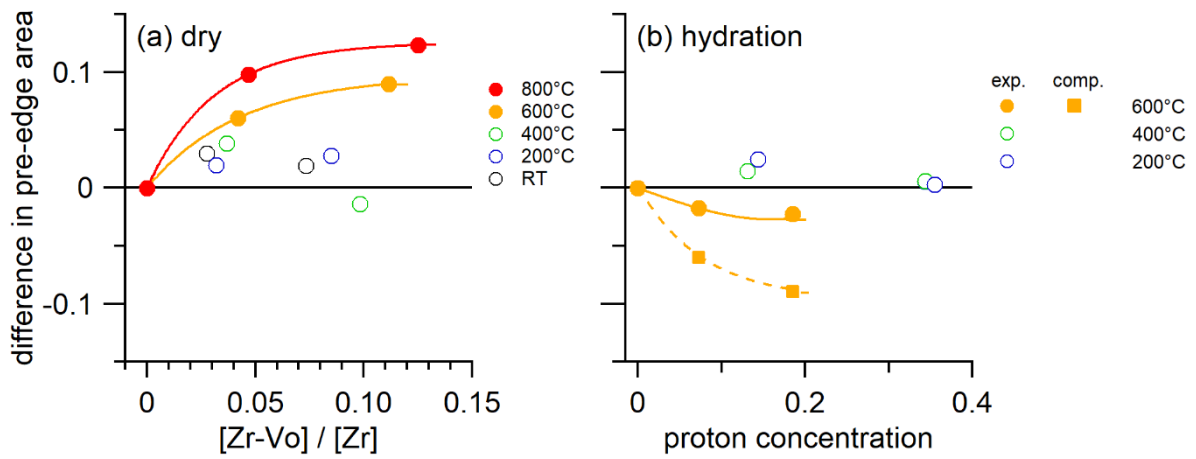 (a) dry
(b) hydration
difference in pre-edge area
0.1
0
-0.1
800°C
600°C
400°C
200°C
RT
exp. comp.
600°C
400°C
200°C
0 0.05 0.10 0.15
[Zr-Vo] / [Zr]
0 0.2 0.4
proton concentration